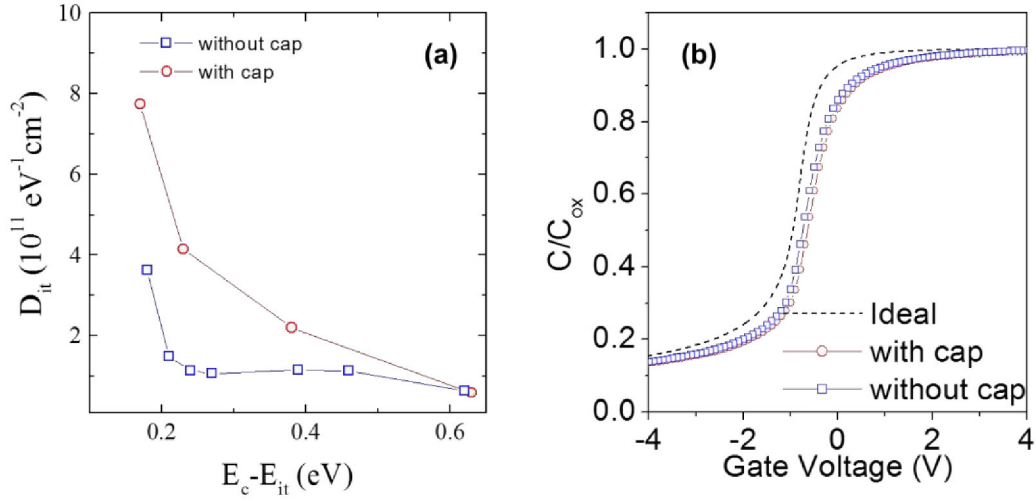 10
8
6
4
2
D_it (10^11 eV^-1cm^-2)
without cap
with cap
(a)
0.2
0.4
0.6
E_c-E_it (eV)
1.0
0.8
0.6
0.4
0.2
0.0
C/C_ox
(b)
Ideal
with cap
without cap
-4
-2
0
2
4
Gate Voltage (V)